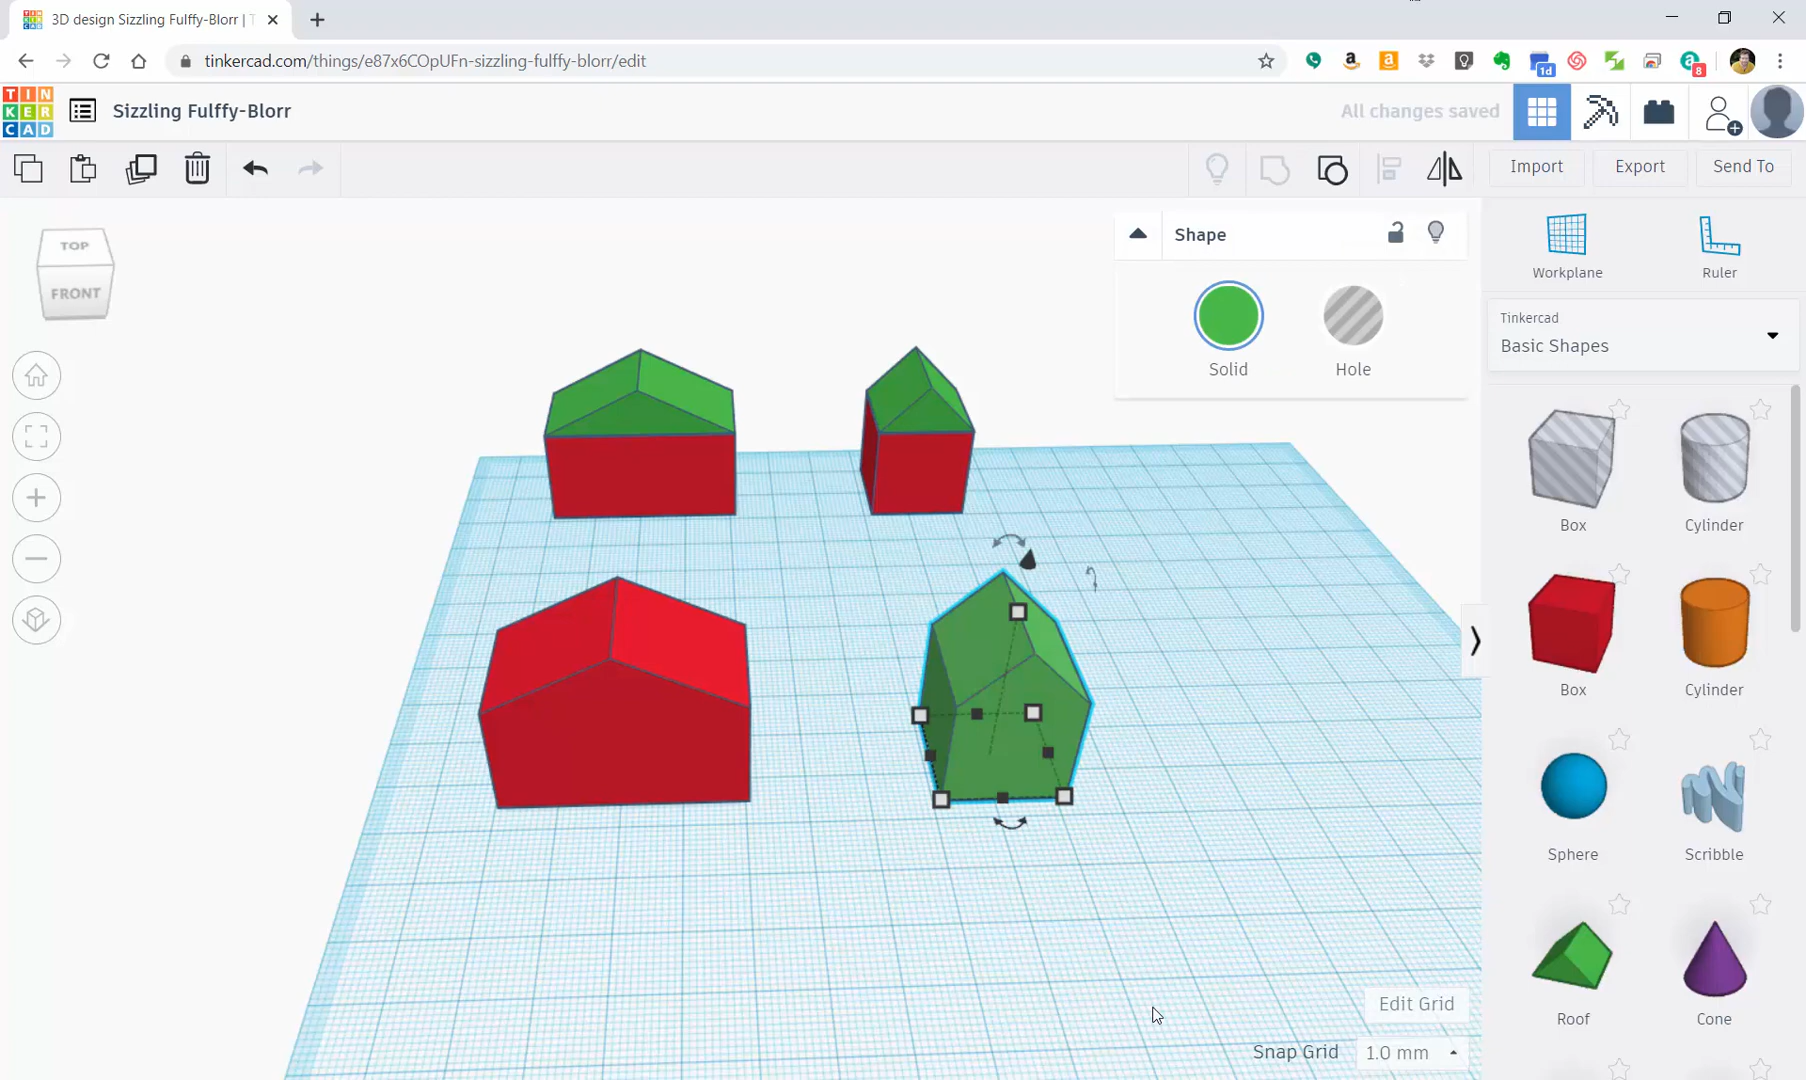 3D design Sizzling Fulffy-Blorr |
tinkercad.com/things/e87x6COpUFn-sizzling-fulffy-blorr/edit
1d
8
TIN
KER
CAD
Sizzling Fulffy-Blorr
All changes saved
Import
Export
Send To
TOP
FRONT
Shape
Solid
Hole
Workplane
Ruler
Tinkercad
Basic Shapes
Box
Cylinder
Box
Cylinder
Sphere
Scribble
Roof
Cone
Edit Grid
Snap Grid
1.0 mm